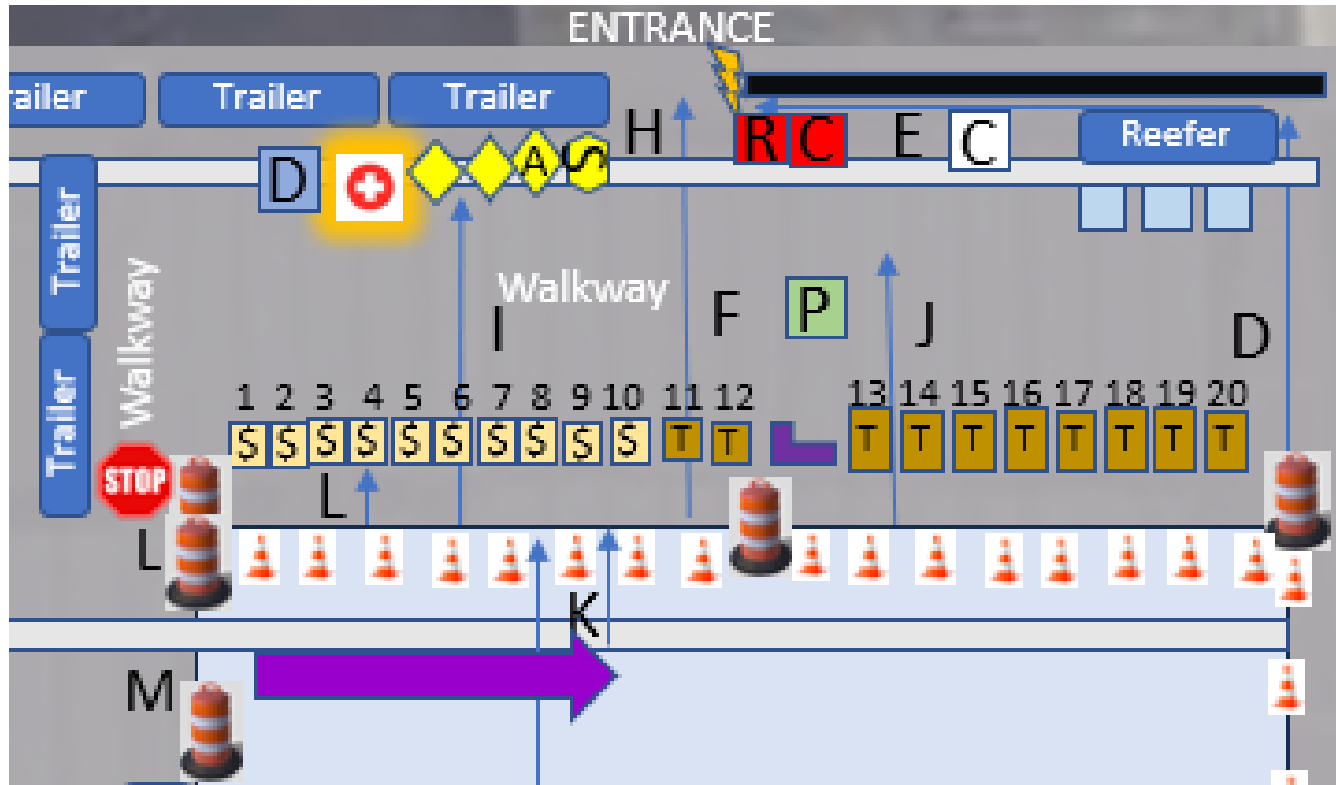 ENTRANCE
railer Trailer Trailer H R C E C Reefer
D A S
Trailer Walkway Walkway I F P J D
1 2 3 4 5 6 7 8 9 10 11 12 13 14 15 16 17 18 19 20
Trailer S S S S S S S S S S T T T T T T T T T T
STOP L
L
K
M